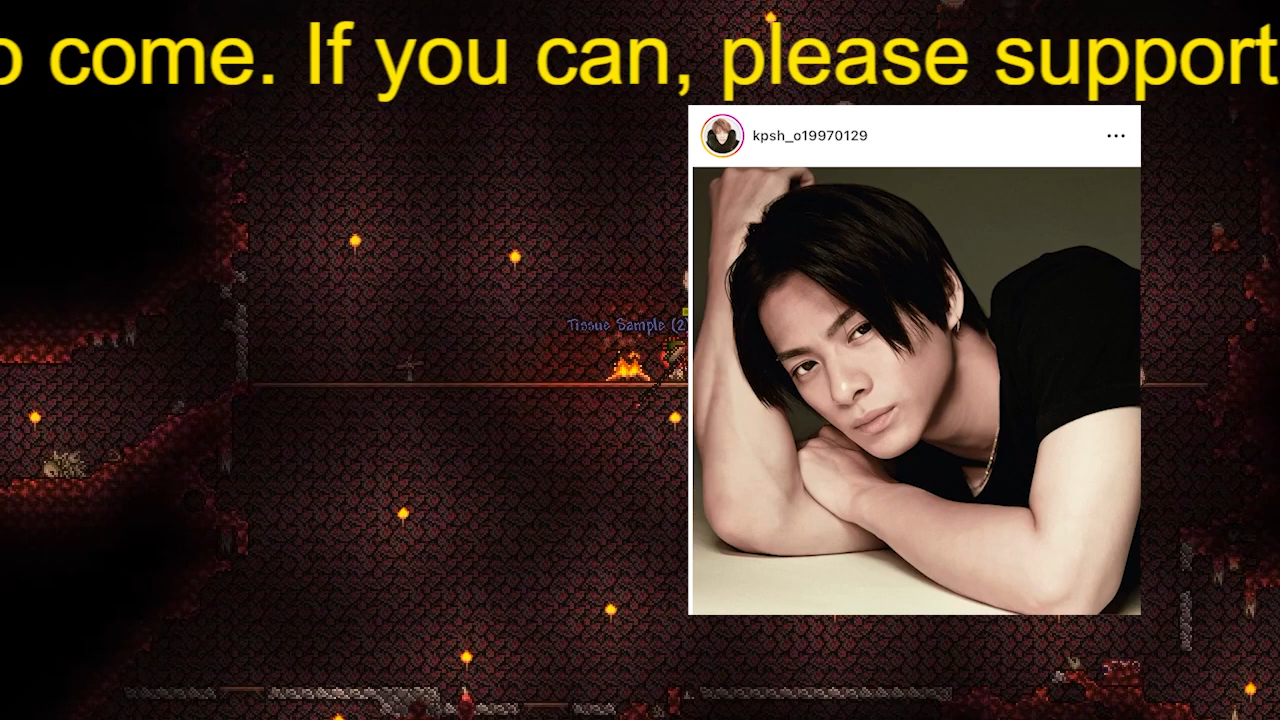 o come. If you can, please support
kpsh_o19970129
Tissue Sample (2